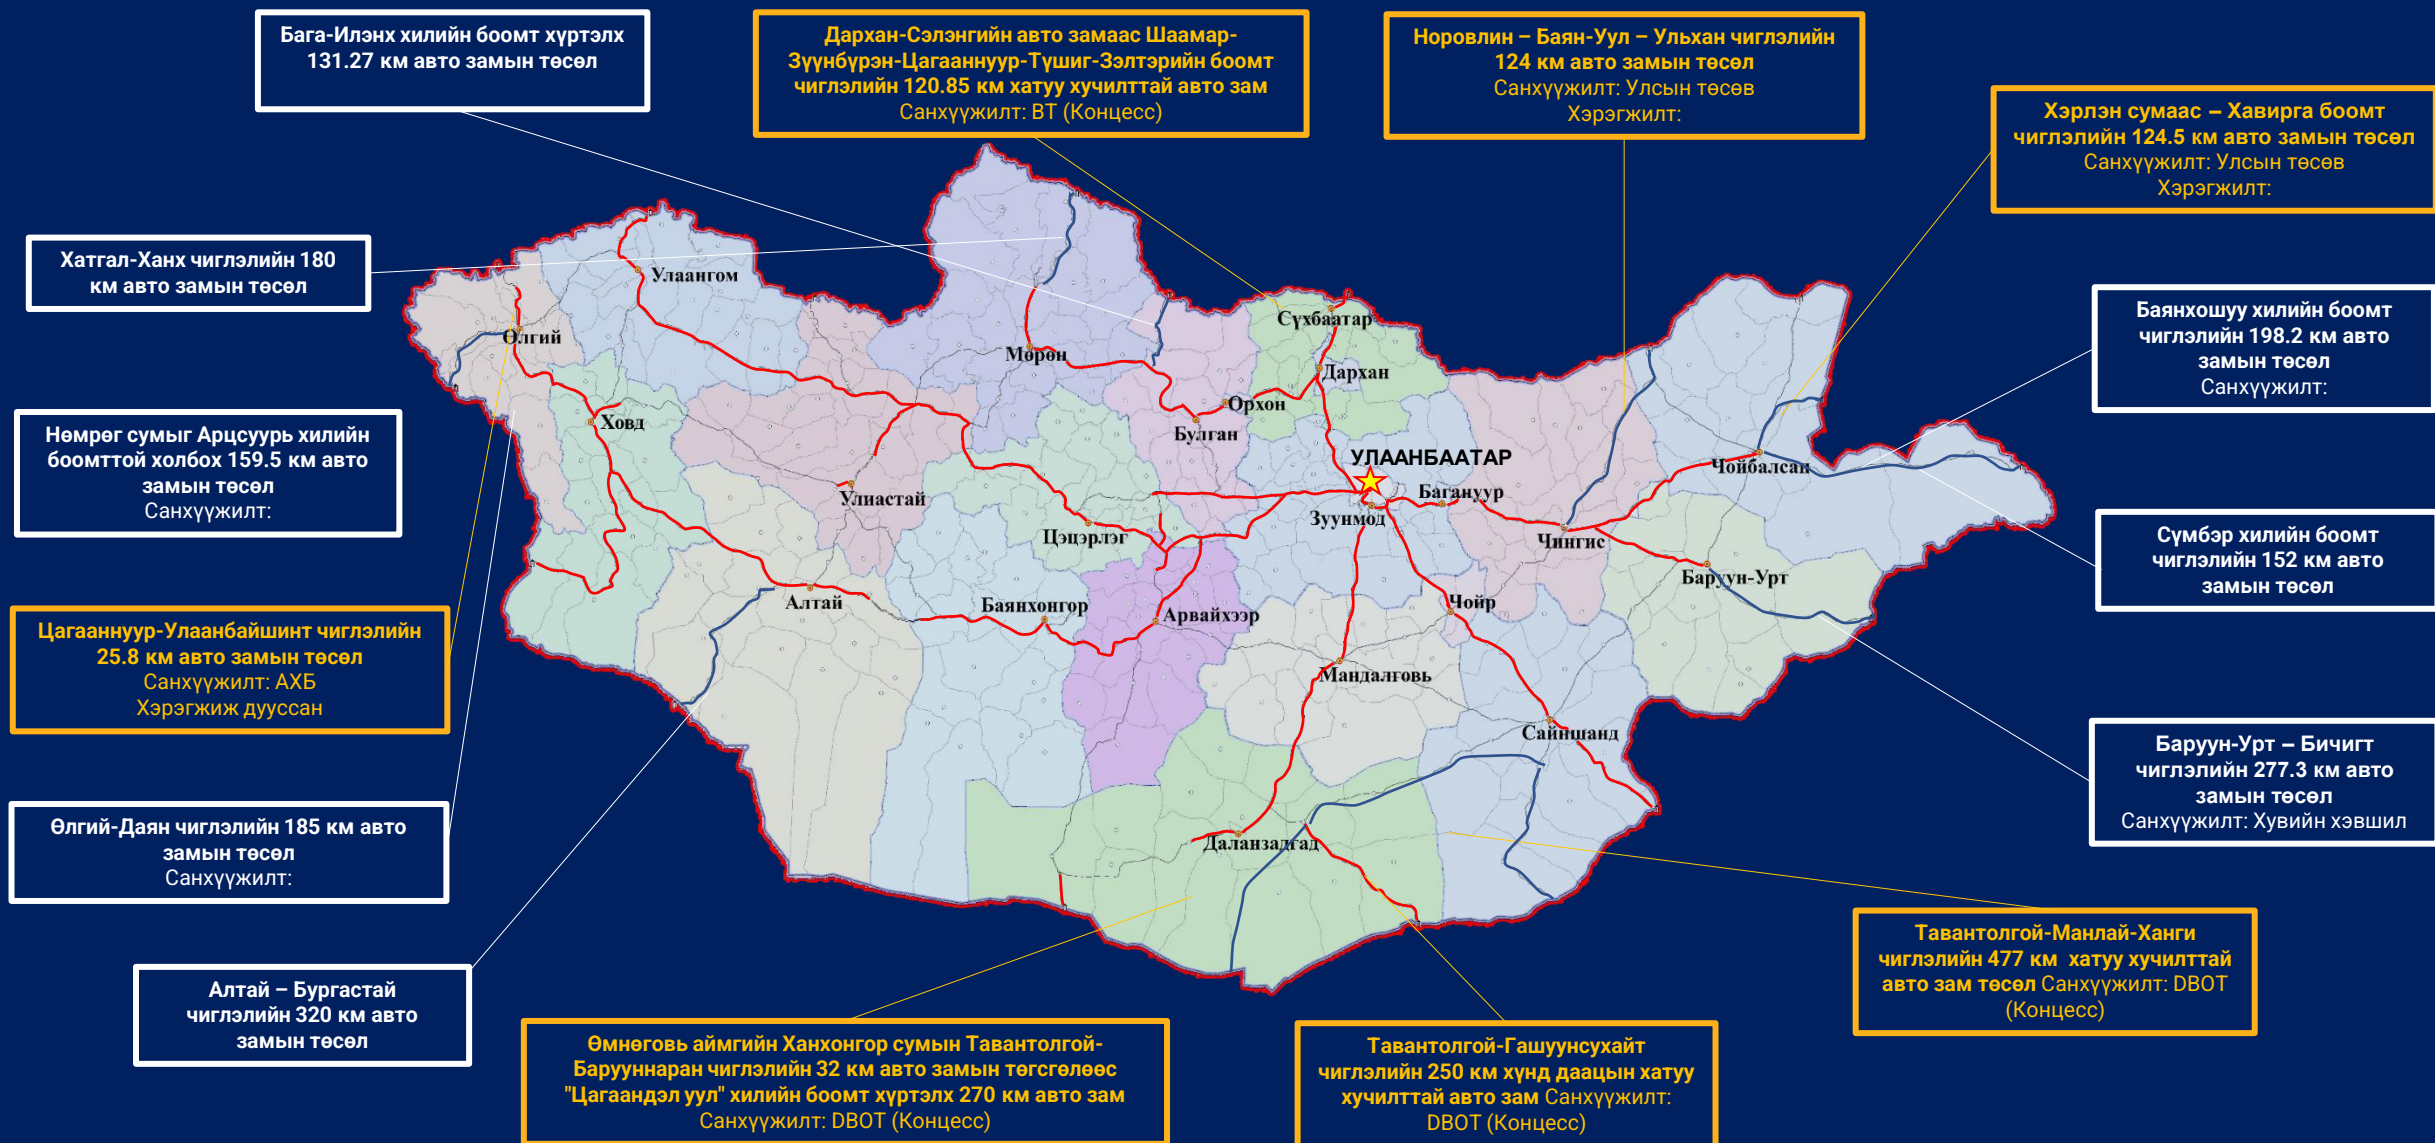 Бага-Илэнх хилийн боомт хүртэлх
131.27 км авто замын төсөл
Дархан-Сэлэнгийн авто замаас Шаамар-
Зүүнбүрэн-Цагааннуур-Түшиг-Зэлтэрийн боомт
чиглэлийн 120.85 км хатуу хучилттай авто зам
Санхүүжилт: BT (Концесс)
Норовлин – Баян-Уул – Ульхан чиглэлийн
124 км авто замын төсөл
Санхүүжилт: Улсын төсөв
Хэрэгжилт:
Хэрлэн сумаас – Хавирга боомт
чиглэлийн 124.5 км авто замын төсөл
Санхүүжилт: Улсын төсөв
Хэрэгжилт:
Хатгал-Ханх чиглэлийн 180
км авто замын төсөл
Баянхошуу хилийн боомт
чиглэлийн 198.2 км авто
замын төсөл
Санхүүжилт:
Нөмрөг сумыг Арцсуурь хилийн
боомттой холбох 159.5 км авто
замын төсөл
Санхүүжилт:
Сүмбэр хилийн боомт
чиглэлийн 152 км авто
замын төсөл
Цагааннуур-Улаанбайшинт чиглэлийн
25.8 км авто замын төсөл
Санхүүжилт: АХБ
Хэрэгжиж дууссан
Баруун-Урт – Бичигт
чиглэлийн 277.3 км авто
замын төсөл
Санхүүжилт: Хувийн хэвшил
Өлгий-Даян чиглэлийн 185 км авто
замын төсөл
Санхүүжилт:
Алтай – Бургастай
чиглэлийн 320 км авто
замын төсөл
Тавантолгой-Манлай-Ханги
чиглэлийн 477 км хатуу хучилттай
авто зам төсөл Санхүүжилт: DBOT
(Концесс)
Өмнөговь аймгийн Ханхонгор сумын Тавантолгой-
Барууннаран чиглэлийн 32 км авто замын төгсгөлөөс
"Цагаандэл уул" хилийн боомт хүртэлх 270 км авто зам
Санхүүжилт: DBOT (Концесс)
Тавантолгой-Гашуунсухайт
чиглэлийн 250 км хүнд даацын хатуу
хучилттай авто зам Санхүүжилт:
DBOT (Концесс)
Улаангом
Өлгий
Мөрөн
Сүхбаатар
Дархан
Ховд
Орхон
Булган
УЛААНБААТАР
Чойбалсан
Улиастай
Багануур
Зуунмод
Цэцэрлэг
Чингис
Баруун-Урт
Алтай
Баянхонгор
Арвайхээр
Чойр
Мандалговь
Сайншанд
Даланзадгад